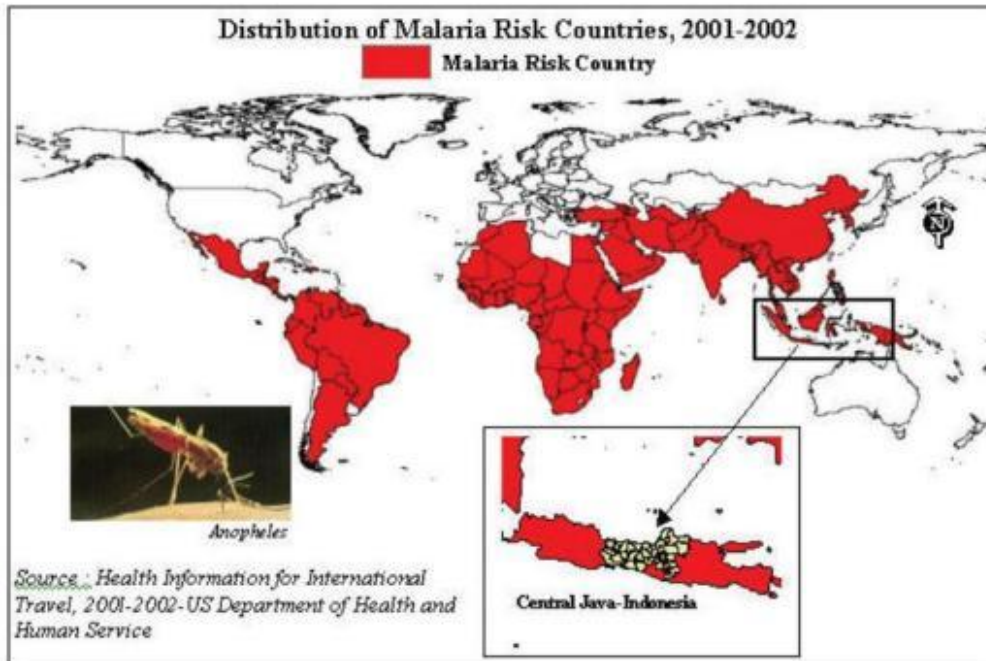 Distribution of Malaria Risk Countries, 2001-2002
Malaria Risk Country
N
Anopheles
Source : Health Information for International
Travel, 2001-2002-US Department of Health and
Human Service
Central Java-Indonesia